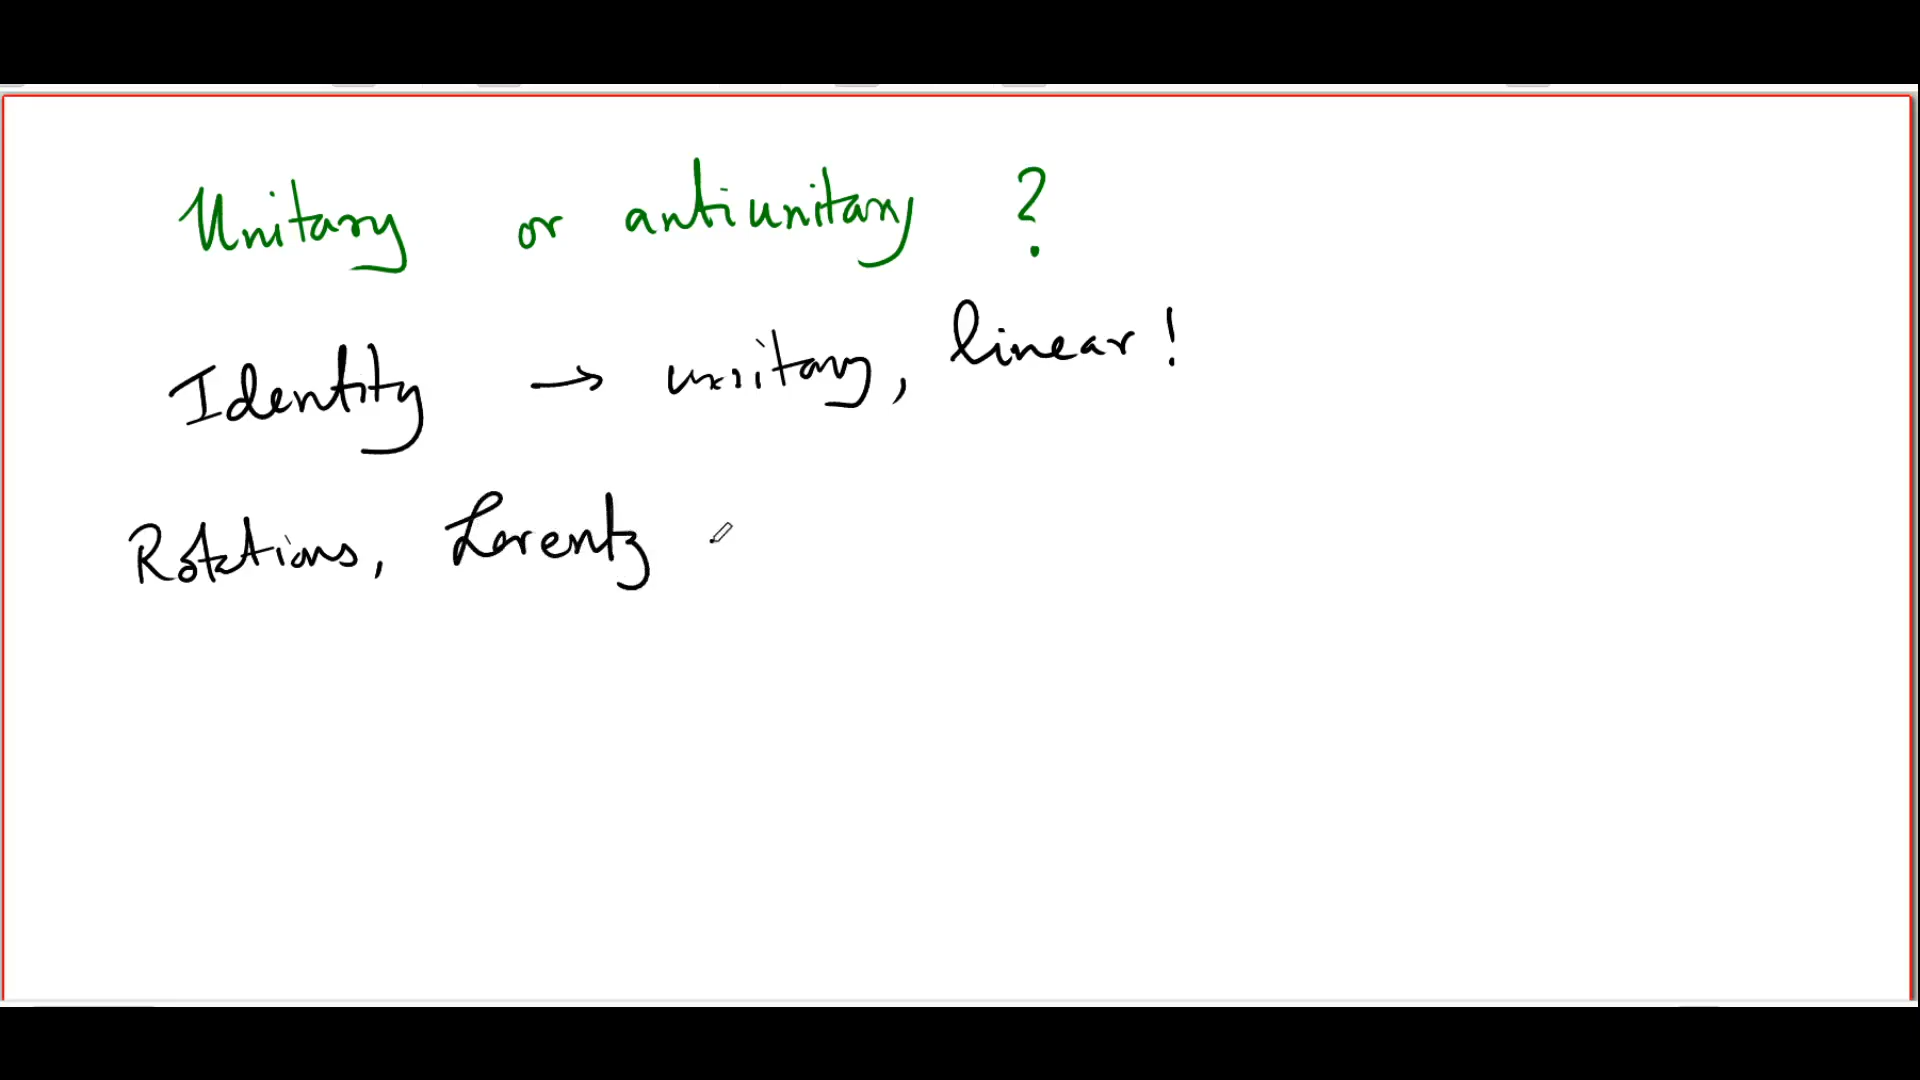 Unitary or antiunitary ?
Identity → unitary, linear!
Rotations, Lorentz